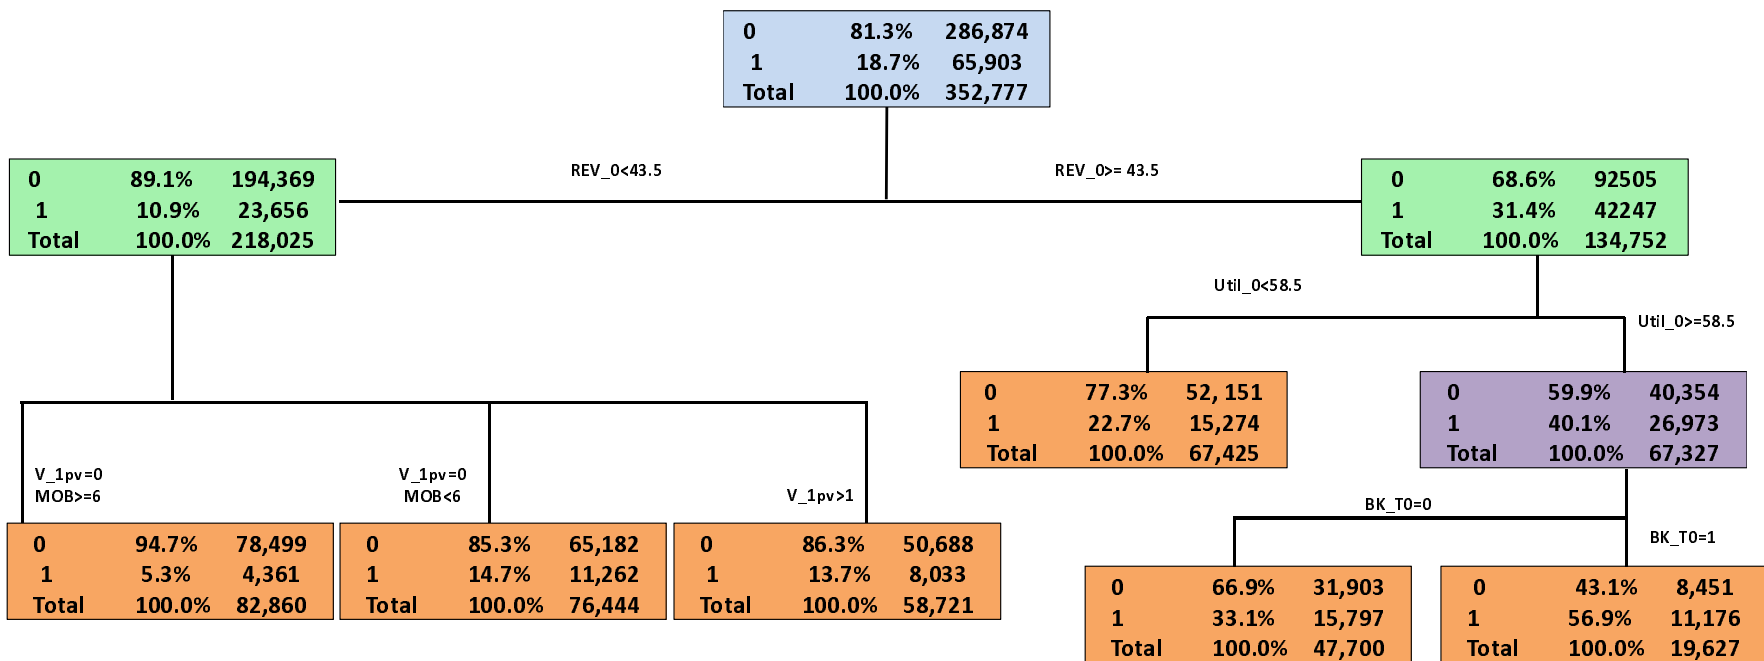 0 81.3% 286,874
1 18.7% 65,903
Total 100.0% 352,777
REV_0<43.5
REV_0>= 43.5
0 89.1% 194,369
1 10.9% 23,656
Total 100.0% 218,025
0 68.6% 92505
1 31.4% 42247
Total 100.0% 134,752
Util_0<58.5
Util_0>=58.5
0 77.3% 52, 151
1 22.7% 15,274
Total 100.0% 67,425
0 59.9% 40,354
1 40.1% 26,973
Total 100.0% 67,327
V_1pv=0
MOB>=6
V_1pv=0
MOB<6
V_1pv>1
BK_T0=0
BK_T0=1
0 94.7% 78,499
1 5.3% 4,361
Total 100.0% 82,860
0 85.3% 65,182
1 14.7% 11,262
Total 100.0% 76,444
0 86.3% 50,688
1 13.7% 8,033
Total 100.0% 58,721
0 66.9% 31,903
1 33.1% 15,797
Total 100.0% 47,700
0 43.1% 8,451
1 56.9% 11,176
Total 100.0% 19,627